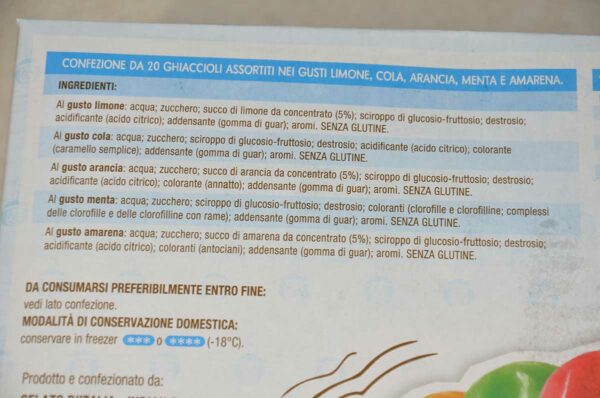 CONFEZIONE DA 20 GHIACCIOLI ASSORTITI NEI GUSTI LIMONE, COLA, ARANCIA, MENTA E AMARENA.
INGREDIENTI:
Al gusto limone: acqua; zucchero; succo di limone da concentrato (5%); sciroppo di glucosio-fruttosio; destrosio;
acidificante (acido citrico); addensante (gomma di guar); aromi. SENZA GLUTINE.
Al gusto cola: acqua; zucchero; sciroppo di glucosio-fruttosio; destrosio; acidificante (acido citrico); colorante
(caramello semplice); addensante (gomma di guar); aromi. SENZA GLUTINE.
Al gusto arancia: acqua; zucchero; succo di arancia da concentrato (5%); sciroppo di glucosio-fruttosio; destrosio;
acidificante (acido citrico); colorante (annatto); addensante (gomma di guar); aromi. SENZA GLUTINE.
Al gusto menta: acqua; zucchero; sciroppo di glucosio-fruttosio; destrosio; coloranti (clorofille e clorofilline; complessi
delle clorofille e delle clorofilline con rame); addensante (gomma di guar); aromi. SENZA GLUTINE.
Al gusto amarena: acqua; zucchero; succo di amarena da concentrato (5%); sciroppo di glucosio-fruttosio; destrosio;
acidificante (acido citrico); coloranti (antociani); addensante (gomma di guar); aromi. SENZA GLUTINE.
DA CONSUMARSI PREFERIBILMENTE ENTRO FINE:
vedi lato confezione.
MODALITÀ DI CONSERVAZIONE DOMESTICA:
conservare in freezer *** o **** (-18°C).
Prodotto e confezionato da:
GELATO D'ITALIA